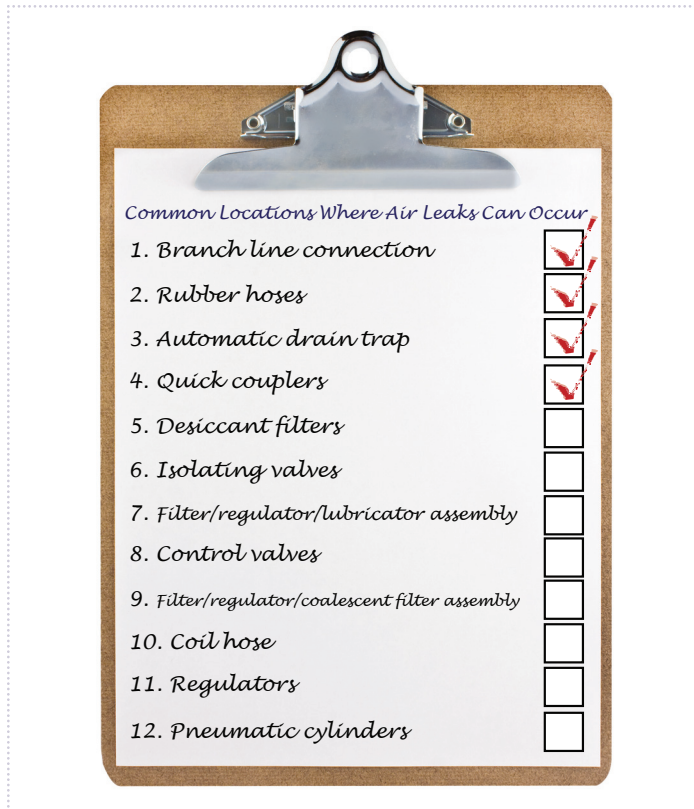 Common Locations Where Air Leaks Can Occur
1. Branch line connection
2. Rubber hoses
3. Automatic drain trap
4. Quick couplers
5. Desiccant filters
6. Isolating valves
7. Filter/regulator/lubricator assembly
8. Control valves
9. Filter/regulator/coalescent filter assembly
10. Coil hose
11. Regulators
12. Pneumatic cylinders